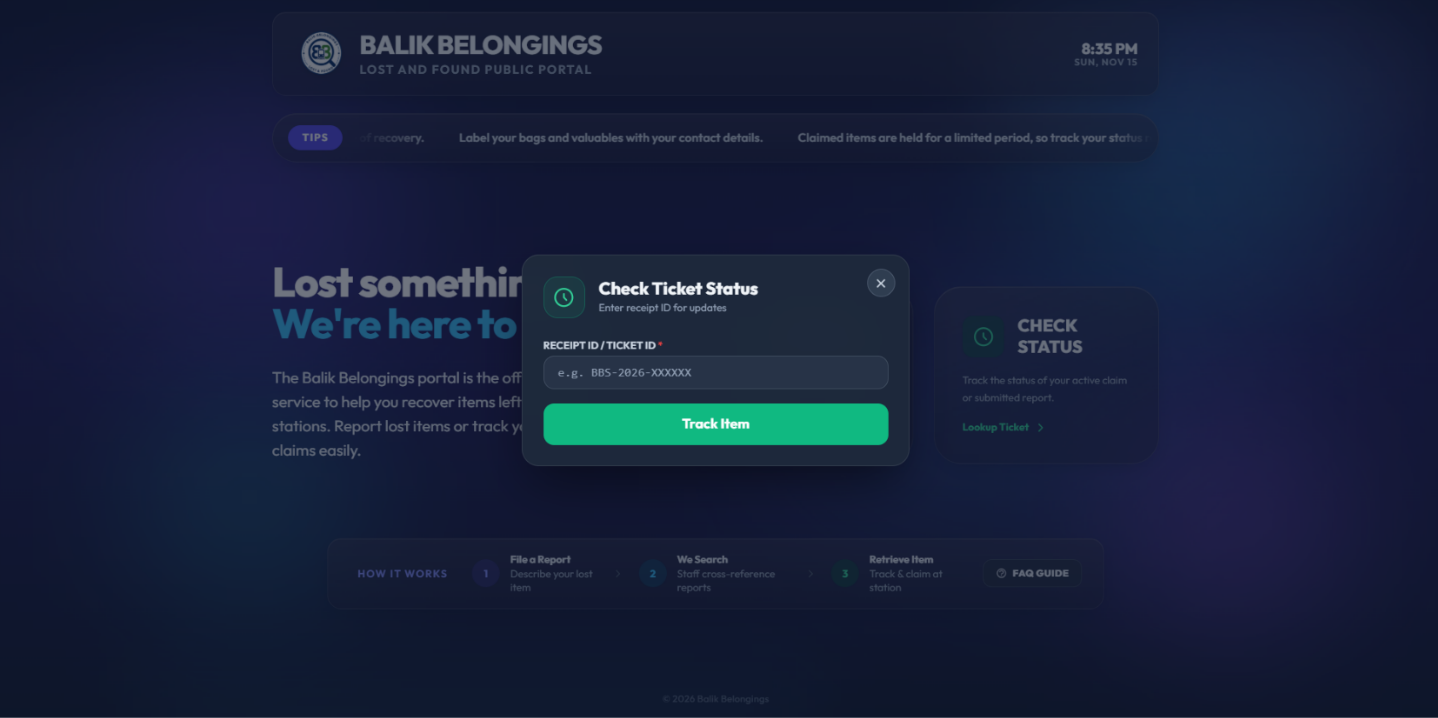 BALIK BELONGINGS
LOST AND FOUND PUBLIC PORTAL
8:35 PM
SUN, NOV 15
TIPS
of recovery.
Label your bags and valuables with your contact details.
Claimed items are held for a limited period, so track your status
Lost somethin
We're here to
The Balik Belongings portal is the off
service to help you recover items left
stations. Report lost items or track y
claims easily.
Check Ticket Status
Enter receipt ID for updates
RECEIPT ID / TICKET ID *
e.g. BBS-2026-XXXXXX
Track Item
CHECK
STATUS
Track the status of your active claim
or submitted report.
Lookup Ticket
HOW IT WORKS
1
File a Report
Describe your lost
item
2
We Search
Staff cross-reference
reports
3
Retrieve Item
Track & claim at
station
FAQ GUIDE
© 2026 Balik Belongings